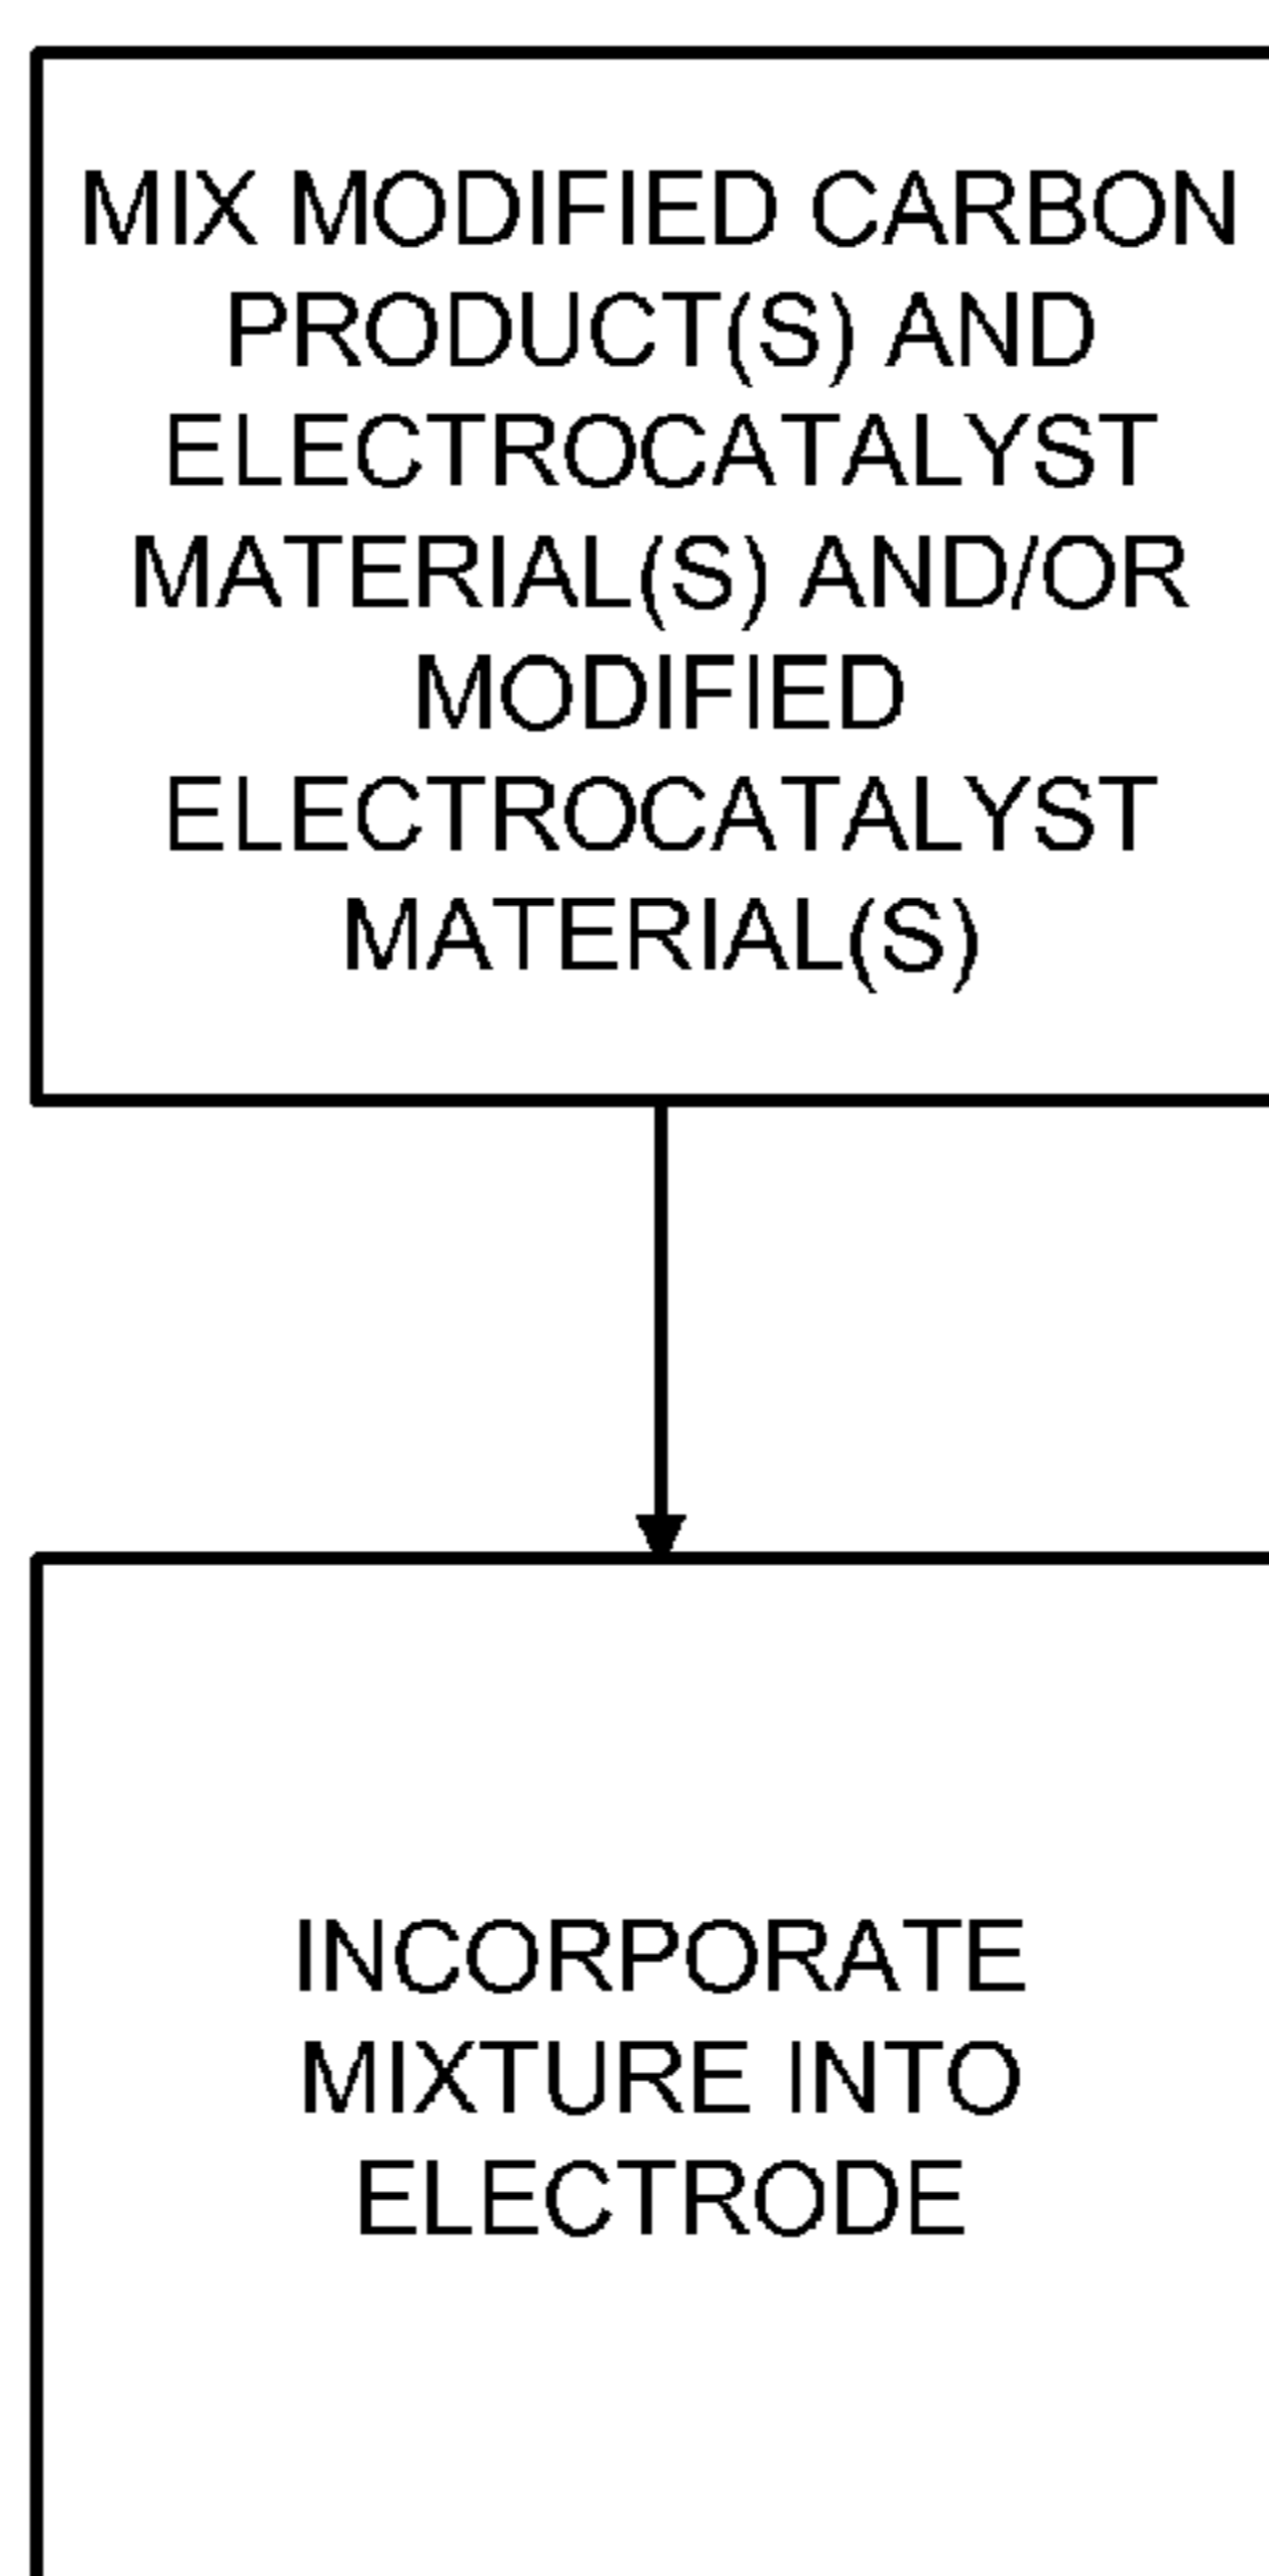 MIX MODIFIED CARBON
PRODUCT(S) AND
ELECTROCATALYST
MATERIAL(S) AND/OR
MODIFIED
ELECTROCATALYST
MATERIAL(S)
INCORPORATE
MIXTURE INTO
ELECTRODE